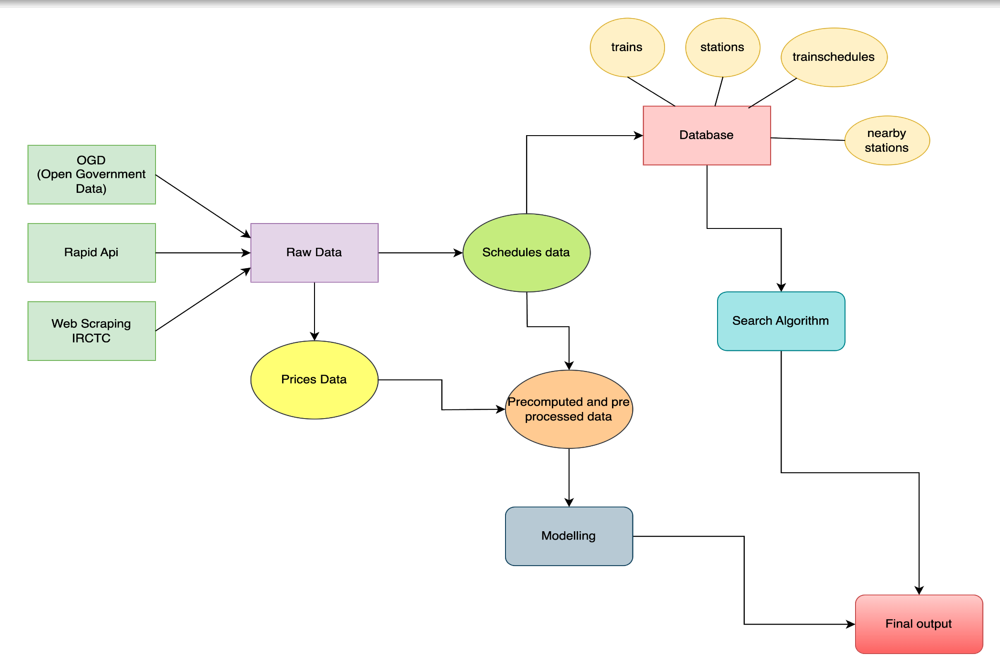 trains
stations
trainschedules
Database
nearby
stations
OGD
(Open Government
Data)
Rapid Api
Raw Data
Schedules data
Web Scraping
IRCTC
Search Algorithm
Prices Data
Precomputed and pre
processed data
Modelling
Final output